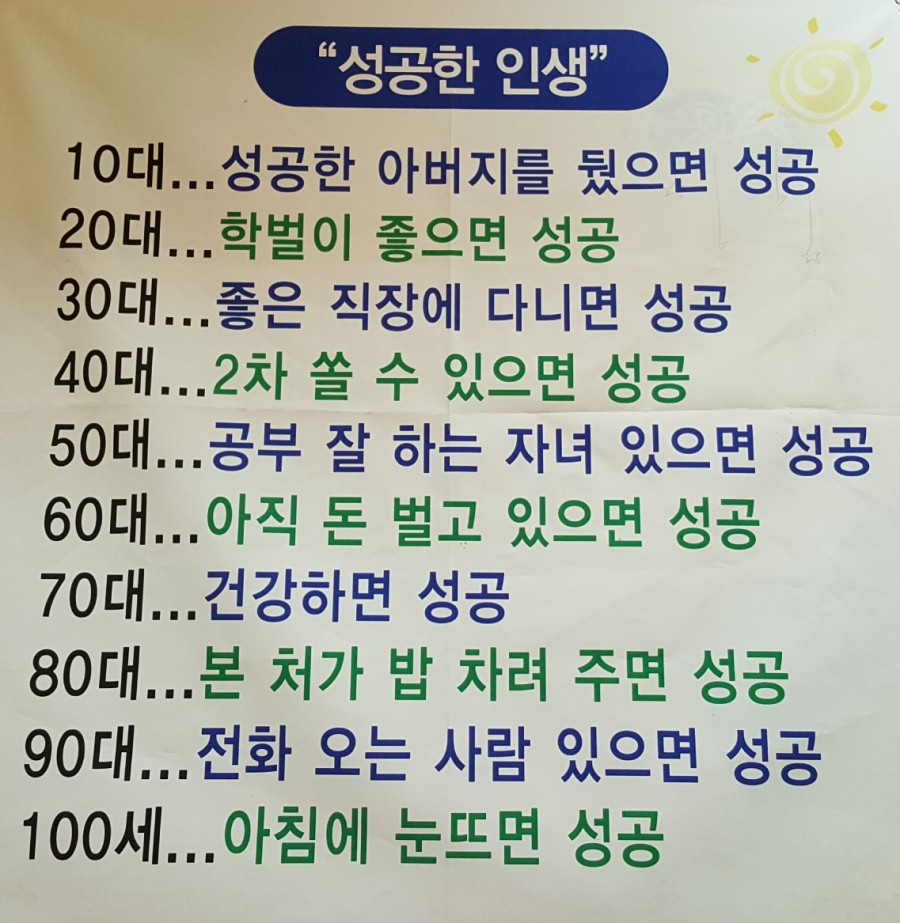 “성공한 인생”
10대...성공한 아버지를 뒀으면 성공
20대...학벌이 좋으면 성공
30대...좋은 직장에 다니면 성공
40대...2차 쏠 수 있으면 성공
50대...공부 잘 하는 자녀 있으면 성공
60대...아직 돈 벌고 있으면 성공
70대...건강하면 성공
80대...본 처가 밥 차려 주면 성공
90대...전화 오는 사람 있으면 성공
100세...아침에 눈뜨면 성공